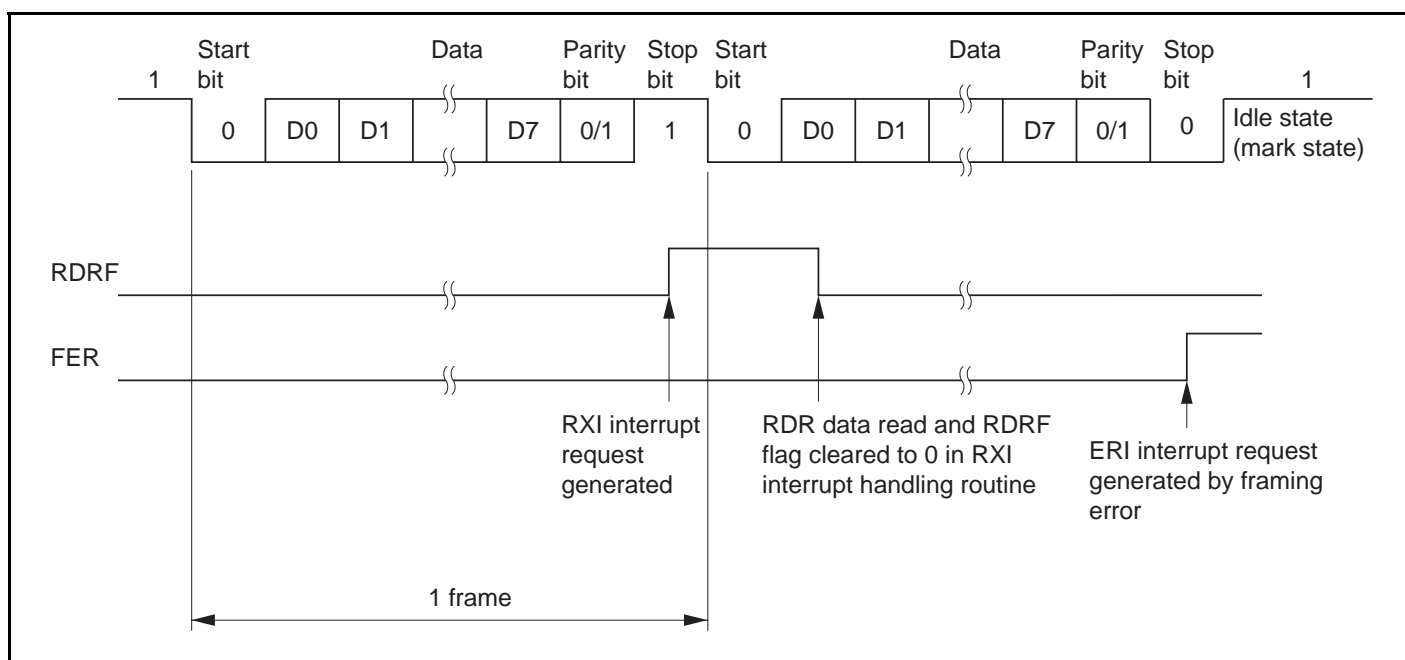 Start bit
Data
Parity bit
Stop bit
Start bit
Data
Parity bit
Stop bit
1
1
0
D0
D1
D7
0/1
1
0
D0
D1
D7
0/1
0
Idle state
(mark state)
RDRF
FER
RXI interrupt
request
generated
RDR data read and RDRF
flag cleared to 0 in RXI
interrupt handling routine
ERI interrupt request
generated by framing
error
1 frame